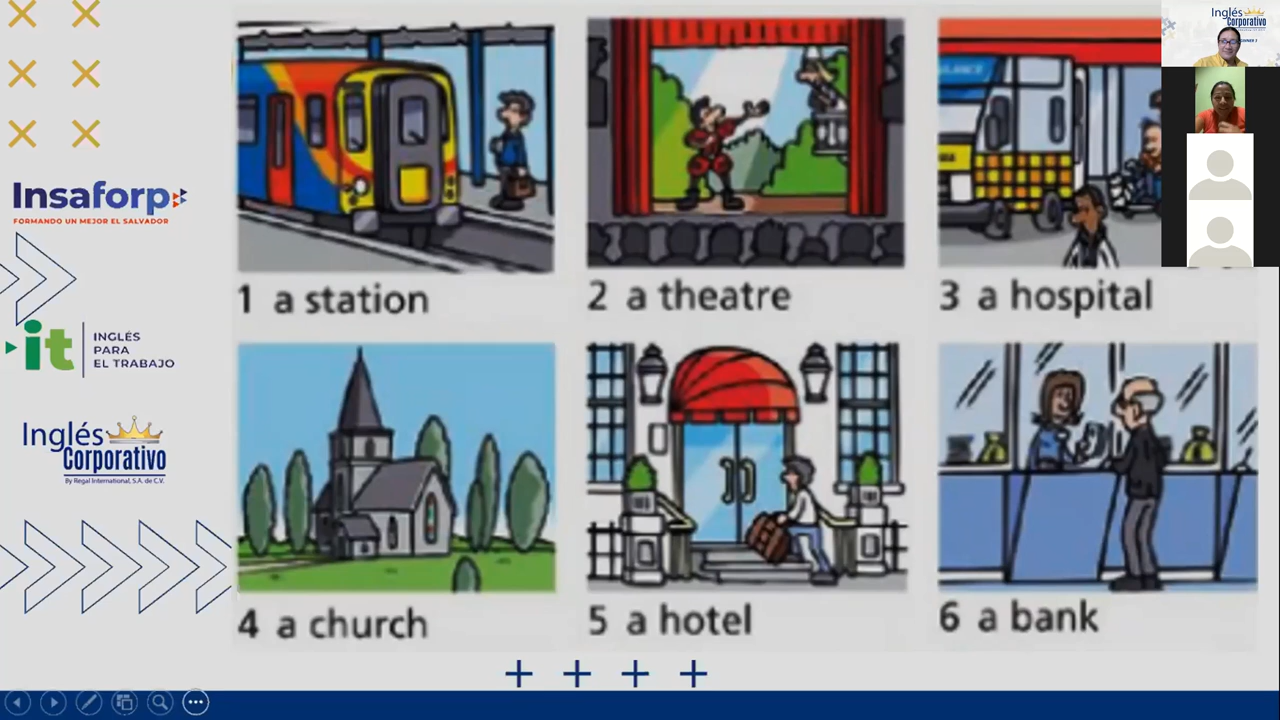 Insaforp
FORMANDO UN MEJOR EL SALVADOR
it
INGLÉS
PARA
EL TRABAJO
Inglés
Corporativo
By Regal International, S.A. de C.V.
1 a station
2 a theatre
3 a hospital
4 a church
5 a hotel
6 a bank
Inglés
Corporativo